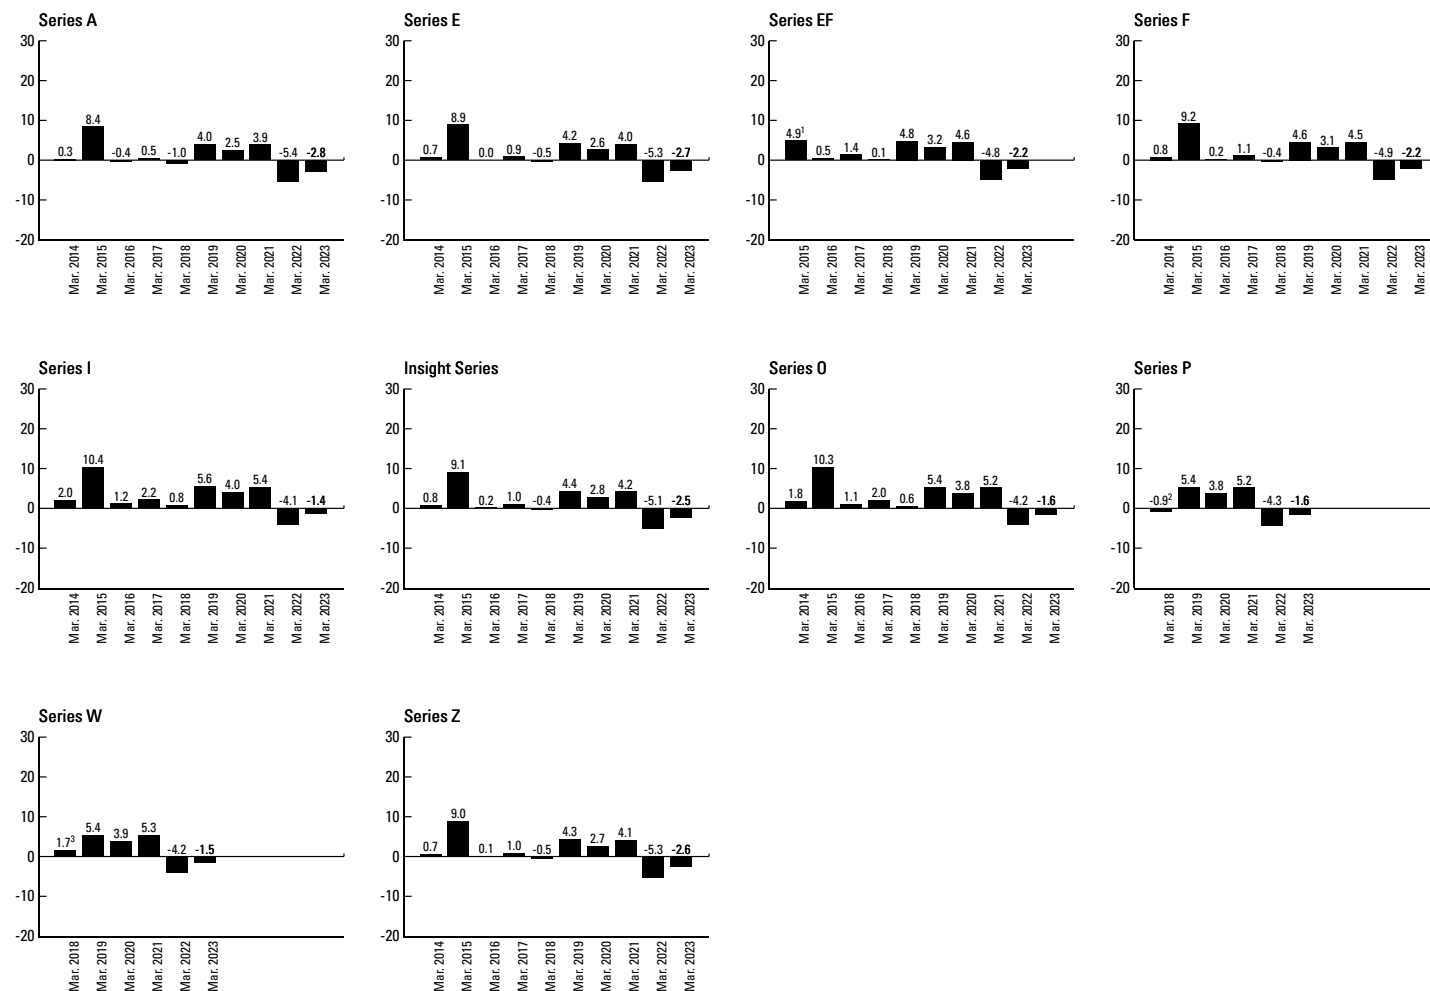 Series A
30
20
10
0
-10
-20
0.3 8.4 -0.4 0.5 -1.0 4.0 2.5 3.9 -5.4 -2.8
Mar. 2014
Mar. 2015
Mar. 2016
Mar. 2017
Mar. 2018
Mar. 2019
Mar. 2020
Mar. 2021
Mar. 2022
Mar. 2023
Series E
30
20
10
0
-10
-20
0.7 8.9 0.0 0.9 -0.5 4.2 2.6 4.0 -5.3 -2.7
Mar. 2014
Mar. 2015
Mar. 2016
Mar. 2017
Mar. 2018
Mar. 2019
Mar. 2020
Mar. 2021
Mar. 2022
Mar. 2023
Series EF
30
20
10
0
-10
-20
4.9¹ 0.5 1.4 0.1 4.8 3.2 4.6 -4.8 -2.2
Mar. 2015
Mar. 2016
Mar. 2017
Mar. 2018
Mar. 2019
Mar. 2020
Mar. 2021
Mar. 2022
Mar. 2023
Series F
30
20
10
0
-10
-20
0.8 9.2 0.2 1.1 -0.4 4.6 3.1 4.5 -4.9 -2.2
Mar. 2014
Mar. 2015
Mar. 2016
Mar. 2017
Mar. 2018
Mar. 2019
Mar. 2020
Mar. 2021
Mar. 2022
Mar. 2023
Series I
30
20
10
0
-10
-20
2.0 10.4 1.2 2.2 0.8 5.6 4.0 5.4 -4.1 -1.4
Mar. 2014
Mar. 2015
Mar. 2016
Mar. 2017
Mar. 2018
Mar. 2019
Mar. 2020
Mar. 2021
Mar. 2022
Mar. 2023
Insight Series
30
20
10
0
-10
-20
0.8 9.1 0.2 1.0 -0.4 4.4 2.8 4.2 -5.1 -2.5
Mar. 2014
Mar. 2015
Mar. 2016
Mar. 2017
Mar. 2018
Mar. 2019
Mar. 2020
Mar. 2021
Mar. 2022
Mar. 2023
Series O
30
20
10
0
-10
-20
1.8 10.3 1.1 2.0 0.6 5.4 3.8 5.2 -4.2 -1.6
Mar. 2014
Mar. 2015
Mar. 2016
Mar. 2017
Mar. 2018
Mar. 2019
Mar. 2020
Mar. 2021
Mar. 2022
Mar. 2023
Series P
30
20
10
0
-10
-20
-0.9² 5.4 3.8 5.2 -4.3 -1.6
Mar. 2018
Mar. 2019
Mar. 2020
Mar. 2021
Mar. 2022
Mar. 2023
Series W
30
20
10
0
-10
-20
1.7³ 5.4 3.9 5.3 -4.2 -1.5
Mar. 2018
Mar. 2019
Mar. 2020
Mar. 2021
Mar. 2022
Mar. 2023
Series Z
30
20
10
0
-10
-20
0.7 9.0 0.1 1.0 -0.5 4.3 2.7 4.1 -5.3 -2.6
Mar. 2014
Mar. 2015
Mar. 2016
Mar. 2017
Mar. 2018
Mar. 2019
Mar. 2020
Mar. 2021
Mar. 2022
Mar. 2023